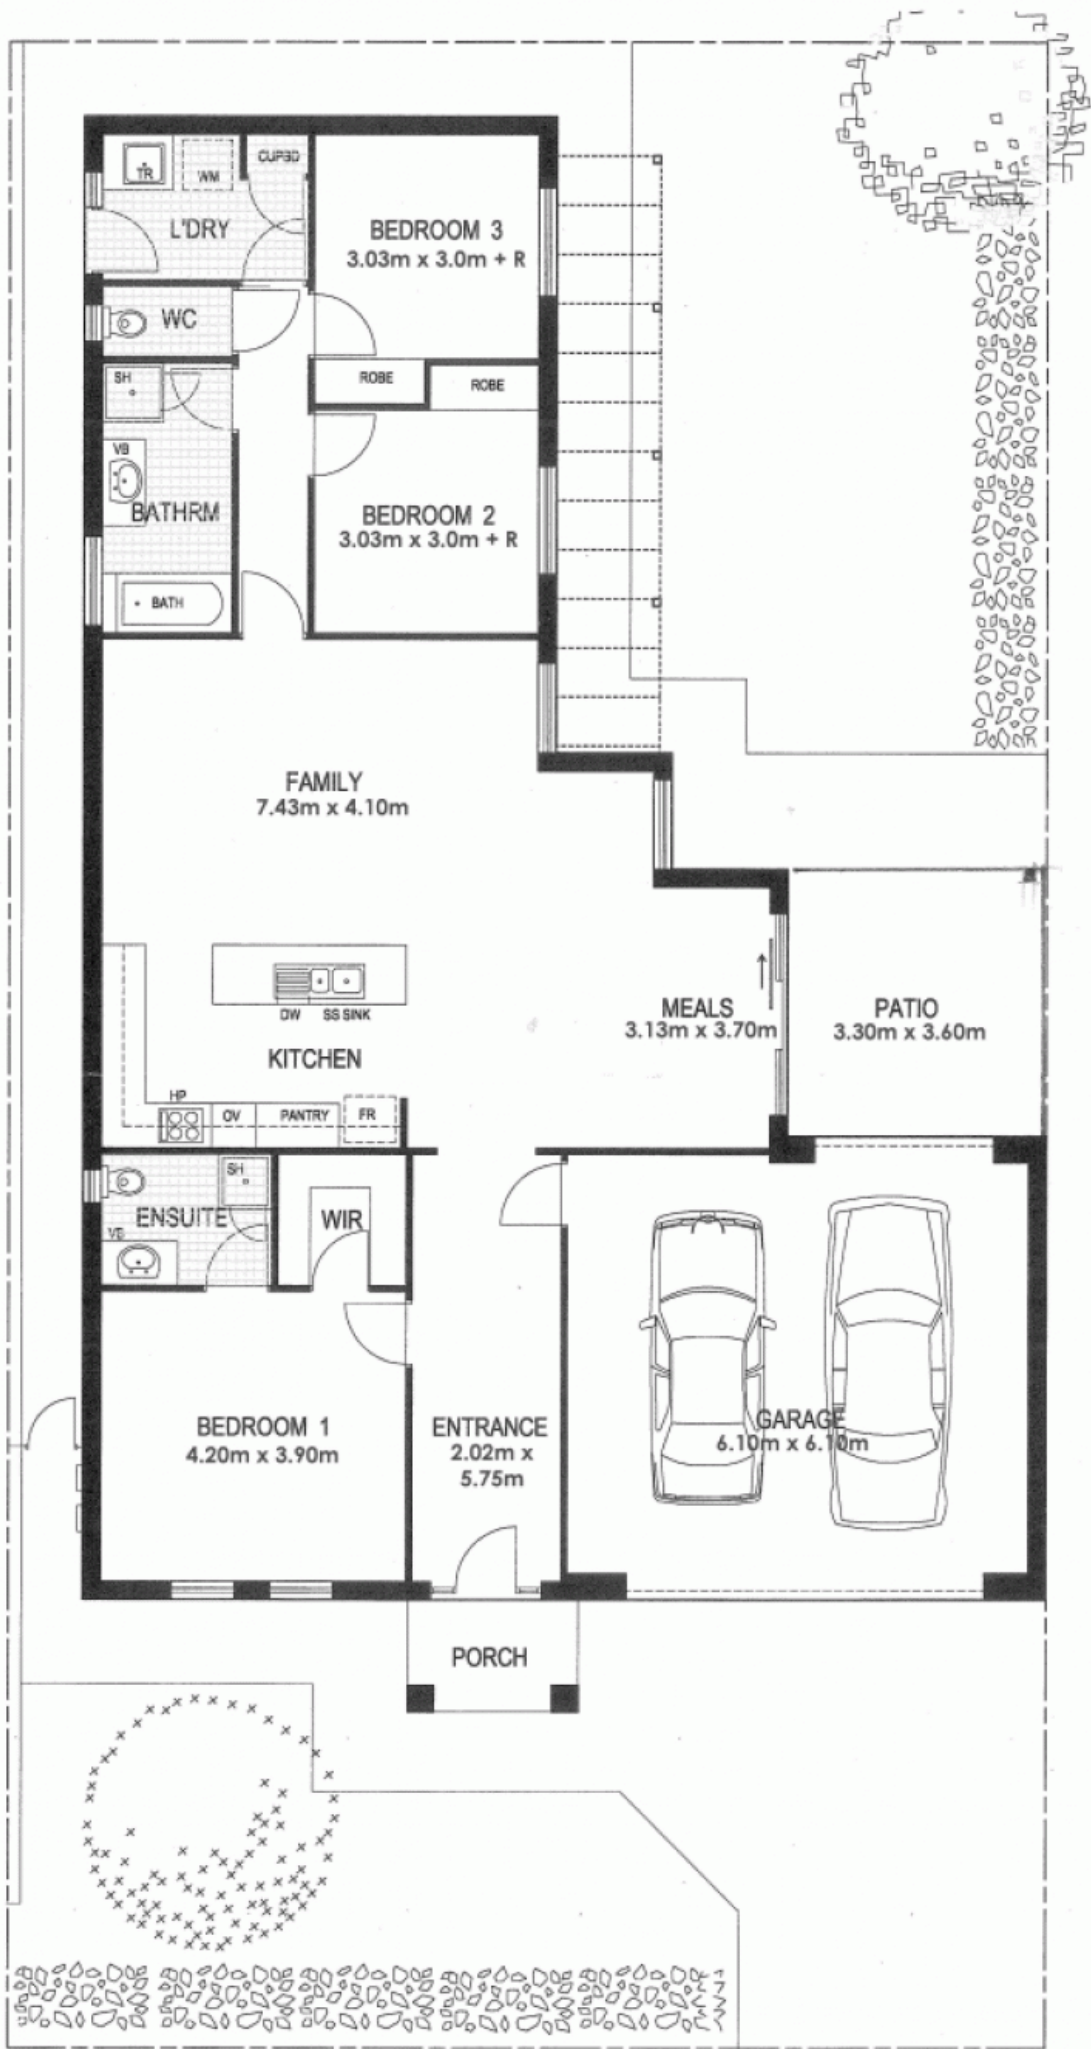 TR
WM
CUPBD
L'DRY
BEDROOM 3
3.03m x 3.0m + R
WC
SH
ROBE
ROBE
VB
BATHRM
BEDROOM 2
3.03m x 3.0m + R
BATH
FAMILY
7.43m x 4.10m
DW
SS SINK
KITCHEN
MEALS
3.13m x 3.70m
PATIO
3.30m x 3.60m
HP
OV
PANTRY
FR
SH
ENSUITE
WIR
VB
BEDROOM 1
4.20m x 3.90m
ENTRANCE
2.02m x
5.75m
GARAGE
6.10m x 6.10m
PORCH